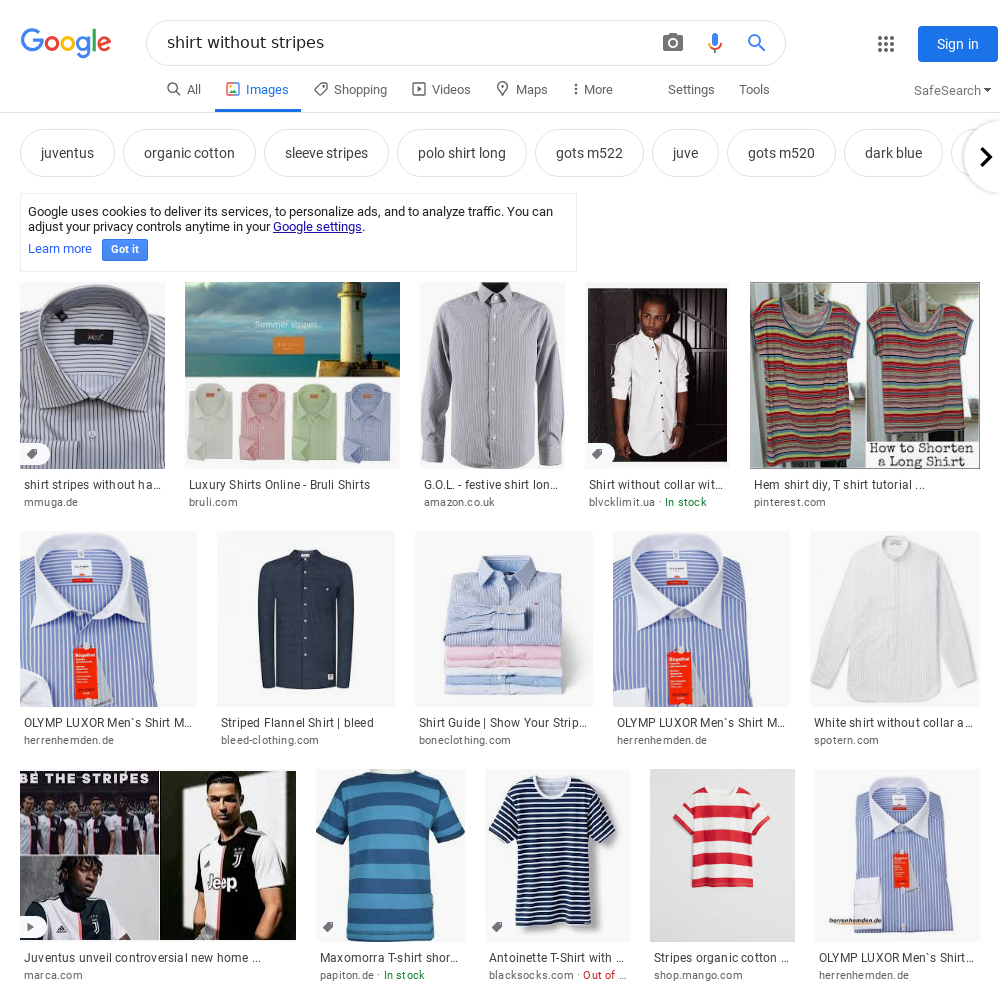 Google
shirt without stripes
Sign in
All
Images
Shopping
Videos
Maps
More
Settings
Tools
SafeSearch
juventus
organic cotton
sleeve stripes
polo shirt long
gots m522
juve
gots m520
dark blue
Google uses cookies to deliver its services, to personalize ads, and to analyze traffic. You can
adjust your privacy controls anytime in your Google settings.
Learn more
Got it
Summer stripes...
How to Shorten
a Long Shirt
shirt stripes without ha...
mmuga.de
Luxury Shirts Online - Bruli Shirts
bruli.com
G.O.L. - festive shirt lon...
amazon.co.uk
Shirt without collar wit...
blvcklimit.ua · In stock
Hem shirt diy, T shirt tutorial ...
pinterest.com
OLYMP LUXOR Men`s Shirt M...
herrenhemden.de
Striped Flannel Shirt | bleed
bleed-clothing.com
Shirt Guide | Show Your Strip...
boneclothing.com
OLYMP LUXOR Men`s Shirt M...
herrenhemden.de
White shirt without collar a...
spotern.com
BE THE STRIPES
Jeep
herrenhemden.de
Juventus unveil controversial new home ...
marca.com
Maxomorra T-shirt shor...
papiton.de · In stock
Antoinette T-Shirt with ...
blacksocks.com · Out of ...
Stripes organic cotton ...
shop.mango.com
OLYMP LUXOR Men`s Shirt...
herrenhemden.de